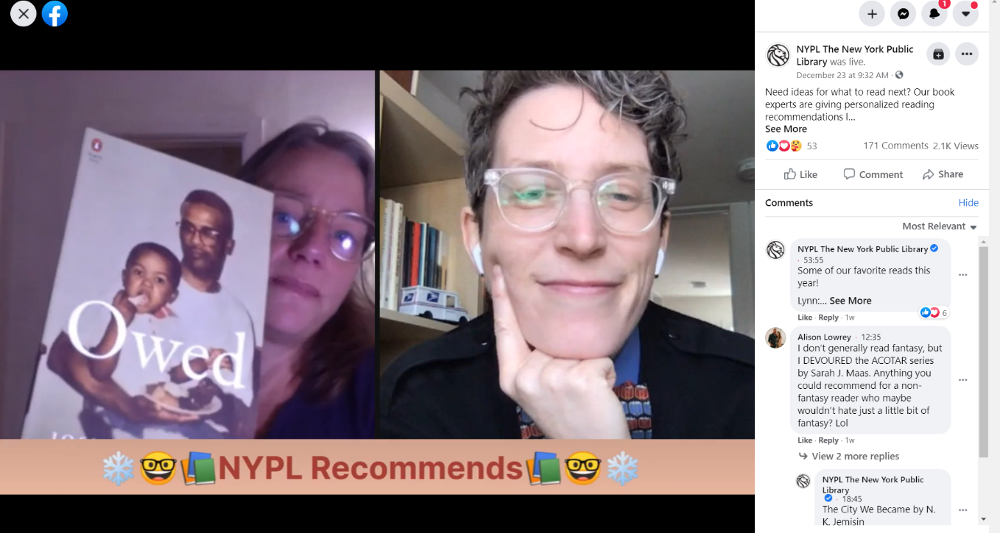 Owed
NYPL Recommends
1
NYPL The New York Public
Library was live.
December 23 at 9:32 AM ·
Need ideas for what to read next? Our book
experts are giving personalized reading
recommendations l...
See More
53
171 Comments 2.1K Views
Like
Comment
Share
Comments
Hide
Most Relevant
NYPL The New York Public Library
· 53:55
Some of our favorite reads this
year!
Lynn:... See More
6
Like · Reply · 1w
Alison Lowrey · 12:35
I don't generally read fantasy, but
I DEVOURED the ACOTAR series
by Sarah J. Maas. Anything you
could recommend for a non-
fantasy reader who maybe
wouldn't hate just a little bit of
fantasy? Lol
Like · Reply · 1w
View 2 more replies
NYPL The New York Public
Library
· 18:45
The City We Became by N.
K. Jemisin